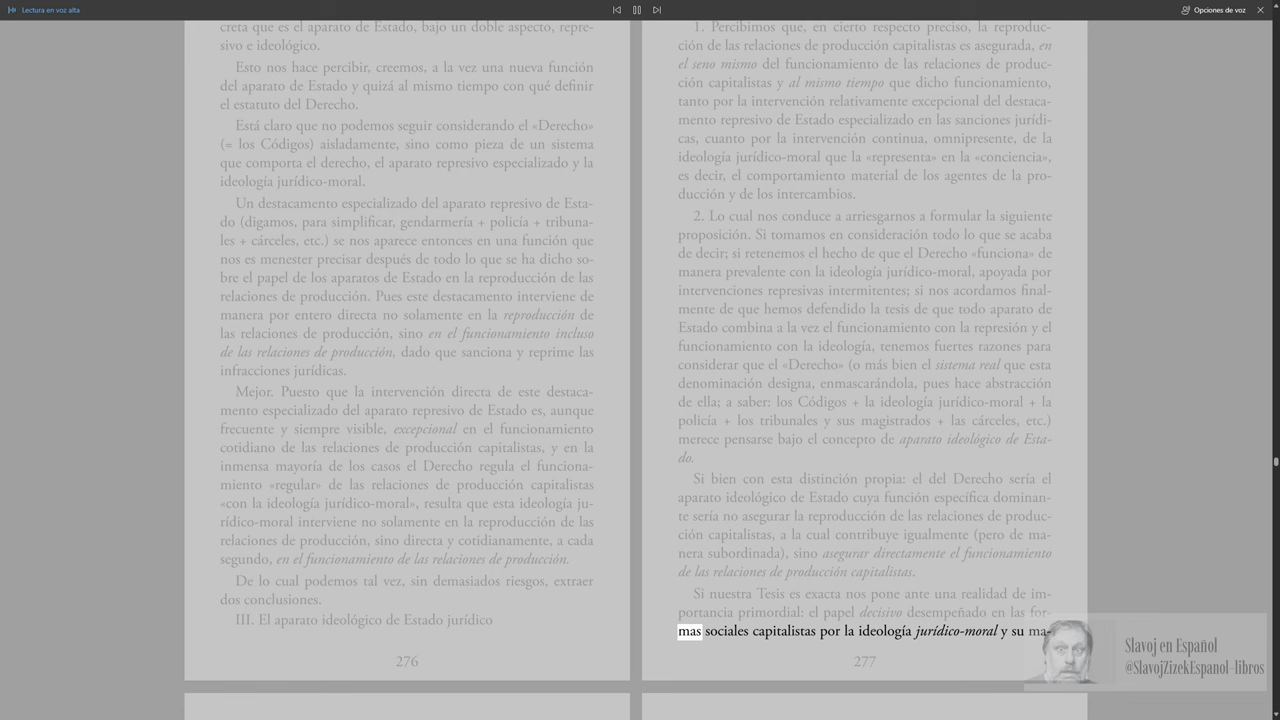 Lectura en voz alta
Opciones de voz
creta que es el aparato de Estado, bajo un doble aspecto, repre-
sivo e ideológico.
Esto nos hace percibir, creemos, a la vez una nueva función
del aparato de Estado y quizá al mismo tiempo con qué definir
el estatuto del Derecho.
Está claro que no podemos seguir considerando el «Derecho»
(= los Códigos) aisladamente, sino como pieza de un sistema
que comporta el derecho, el aparato represivo especializado y la
ideología jurídico-moral.
Un destacamento especializado del aparato represivo de Esta-
do (digamos, para simplificar, gendarmería + policía + tribuna-
les + cárceles, etc.) se nos aparece entonces en una función que
nos es menester precisar después de todo lo que se ha dicho so-
bre el papel de los aparatos de Estado en la reproducción de las
relaciones de producción. Pues este destacamento interviene de
manera por entero directa no solamente en la reproducción de
las relaciones de producción, sino en el funcionamiento incluso
de las relaciones de producción, dado que sanciona y reprime las
infracciones jurídicas.
Mejor. Puesto que la intervención directa de este destaca-
mento especializado del aparato represivo de Estado es, aunque
frecuente y siempre visible, excepcional en el funcionamiento
cotidiano de las relaciones de producción capitalistas, y en la
inmensa mayoría de los casos el Derecho regula el funciona-
miento «regular» de las relaciones de producción capitalistas
«con la ideología jurídico-moral», resulta que esta ideología ju-
rídico-moral interviene no solamente en la reproducción de las
relaciones de producción, sino directa y cotidianamente, a cada
segundo, en el funcionamiento de las relaciones de producción.
De lo cual podemos tal vez, sin demasiados riesgos, extraer
dos conclusiones.
III. El aparato ideológico de Estado jurídico
276
1. Percibimos que, en cierto respecto preciso, la reproduc-
ción de las relaciones de producción capitalistas es asegurada, en
el seno mismo del funcionamiento de las relaciones de produc-
ción capitalistas y al mismo tiempo que dicho funcionamiento,
tanto por la intervención relativamente excepcional del destaca-
mento represivo de Estado especializado en las sanciones jurídi-
cas, cuanto por la intervención continua, omnipresente, de la
ideología jurídico-moral que la «representa» en la «conciencia»,
es decir, el comportamiento material de los agentes de la pro-
ducción y de los intercambios.
2. Lo cual nos conduce a arriesgarnos a formular la siguiente
proposición. Si tomamos en consideración todo lo que se acaba
de decir; si retenemos el hecho de que el Derecho «funciona» de
manera prevalente con la ideología jurídico-moral, apoyada por
intervenciones represivas intermitentes; si nos acordamos final-
mente de que hemos defendido la tesis de que todo aparato de
Estado combina a la vez el funcionamiento con la represión y el
funcionamiento con la ideología, tenemos fuertes razones para
considerar que el «Derecho» (o más bien el sistema real que esta
denominación designa, enmascarándola, pues hace abstracción
de ella; a saber: los Códigos + la ideología jurídico-moral + la
policía + los tribunales y sus magistrados + las cárceles, etc.)
merece pensarse bajo el concepto de aparato ideológico de Esta-
do.
Si bien con esta distinción propia: el del Derecho sería el
aparato ideológico de Estado cuya función específica dominan-
te sería no asegurar la reproducción de las relaciones de produc-
ción capitalistas, a la cual contribuye igualmente (pero de ma-
nera subordinada), sino asegurar directamente el funcionamiento
de las relaciones de producción capitalistas.
Si nuestra Tesis es exacta nos pone ante una realidad de im-
portancia primordial: el papel decisivo desempeñado en las for-
mas sociales capitalistas por la ideología jurídico-moral y su ma-
277
Slavoj en Español
@SlavojZizekEspanol-libros